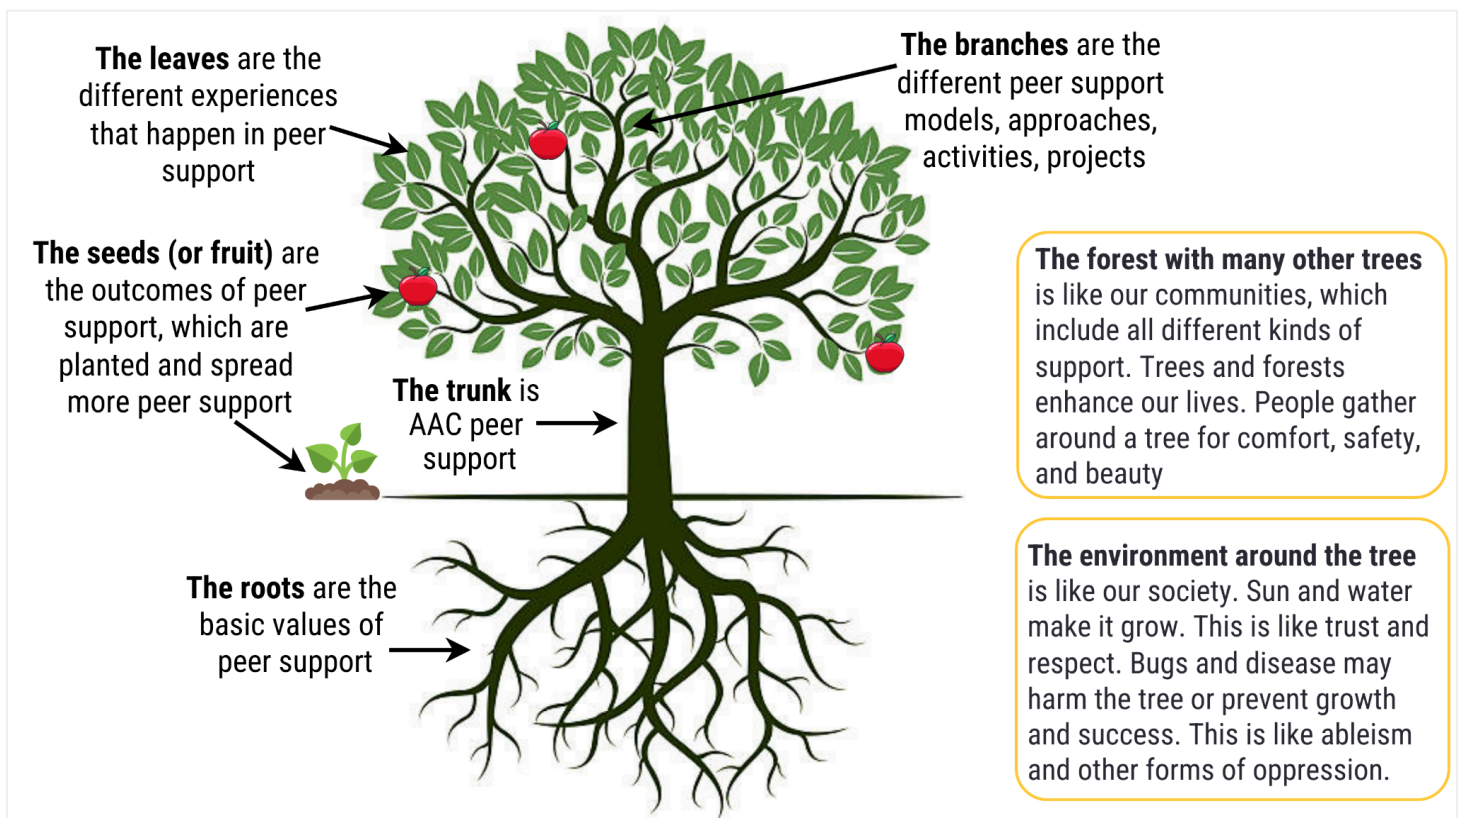 The leaves are the
different experiences
that happen in peer
support
The branches are the
different peer support
models, approaches,
activities, projects
The seeds (or fruit) are
the outcomes of peer
support, which are
planted and spread
more peer support
The trunk is
AAC peer
support
The roots are the
basic values of
peer support
The forest with many other trees
is like our communities, which
include all different kinds of
support. Trees and forests
enhance our lives. People gather
around a tree for comfort, safety,
and beauty
The environment around the tree
is like our society. Sun and water
make it grow. This is like trust and
respect. Bugs and disease may
harm the tree or prevent growth
and success. This is like ableism
and other forms of oppression.